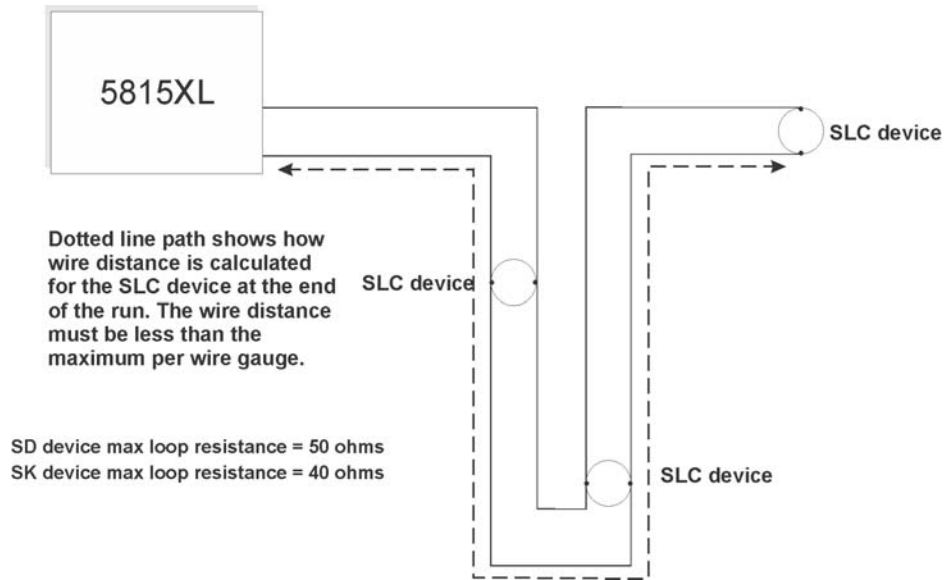 5815XL
SLC device
Dotted line path shows how
wire distance is calculated
for the SLC device at the end
of the run. The wire distance
must be less than the
maximum per wire gauge.
SLC device
SD device max loop resistance = 50 ohms
SK device max loop resistance = 40 ohms
SLC device